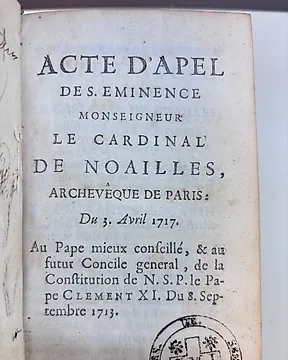 ACTE D'APEL
DE S. EMINENCE
MONSEIGNEUR
LE CARDINAL
DE NOAILLES,
ARCHEVÊQUE DE PARIS:
Du 3. Avril 1717.
Au Pape mieux conseillé, & au
futur Concile general, de la
Constitution de N. S. P. le Pa-
pe CLEMENT XI. Du 8. Sep-
tembre 1713.